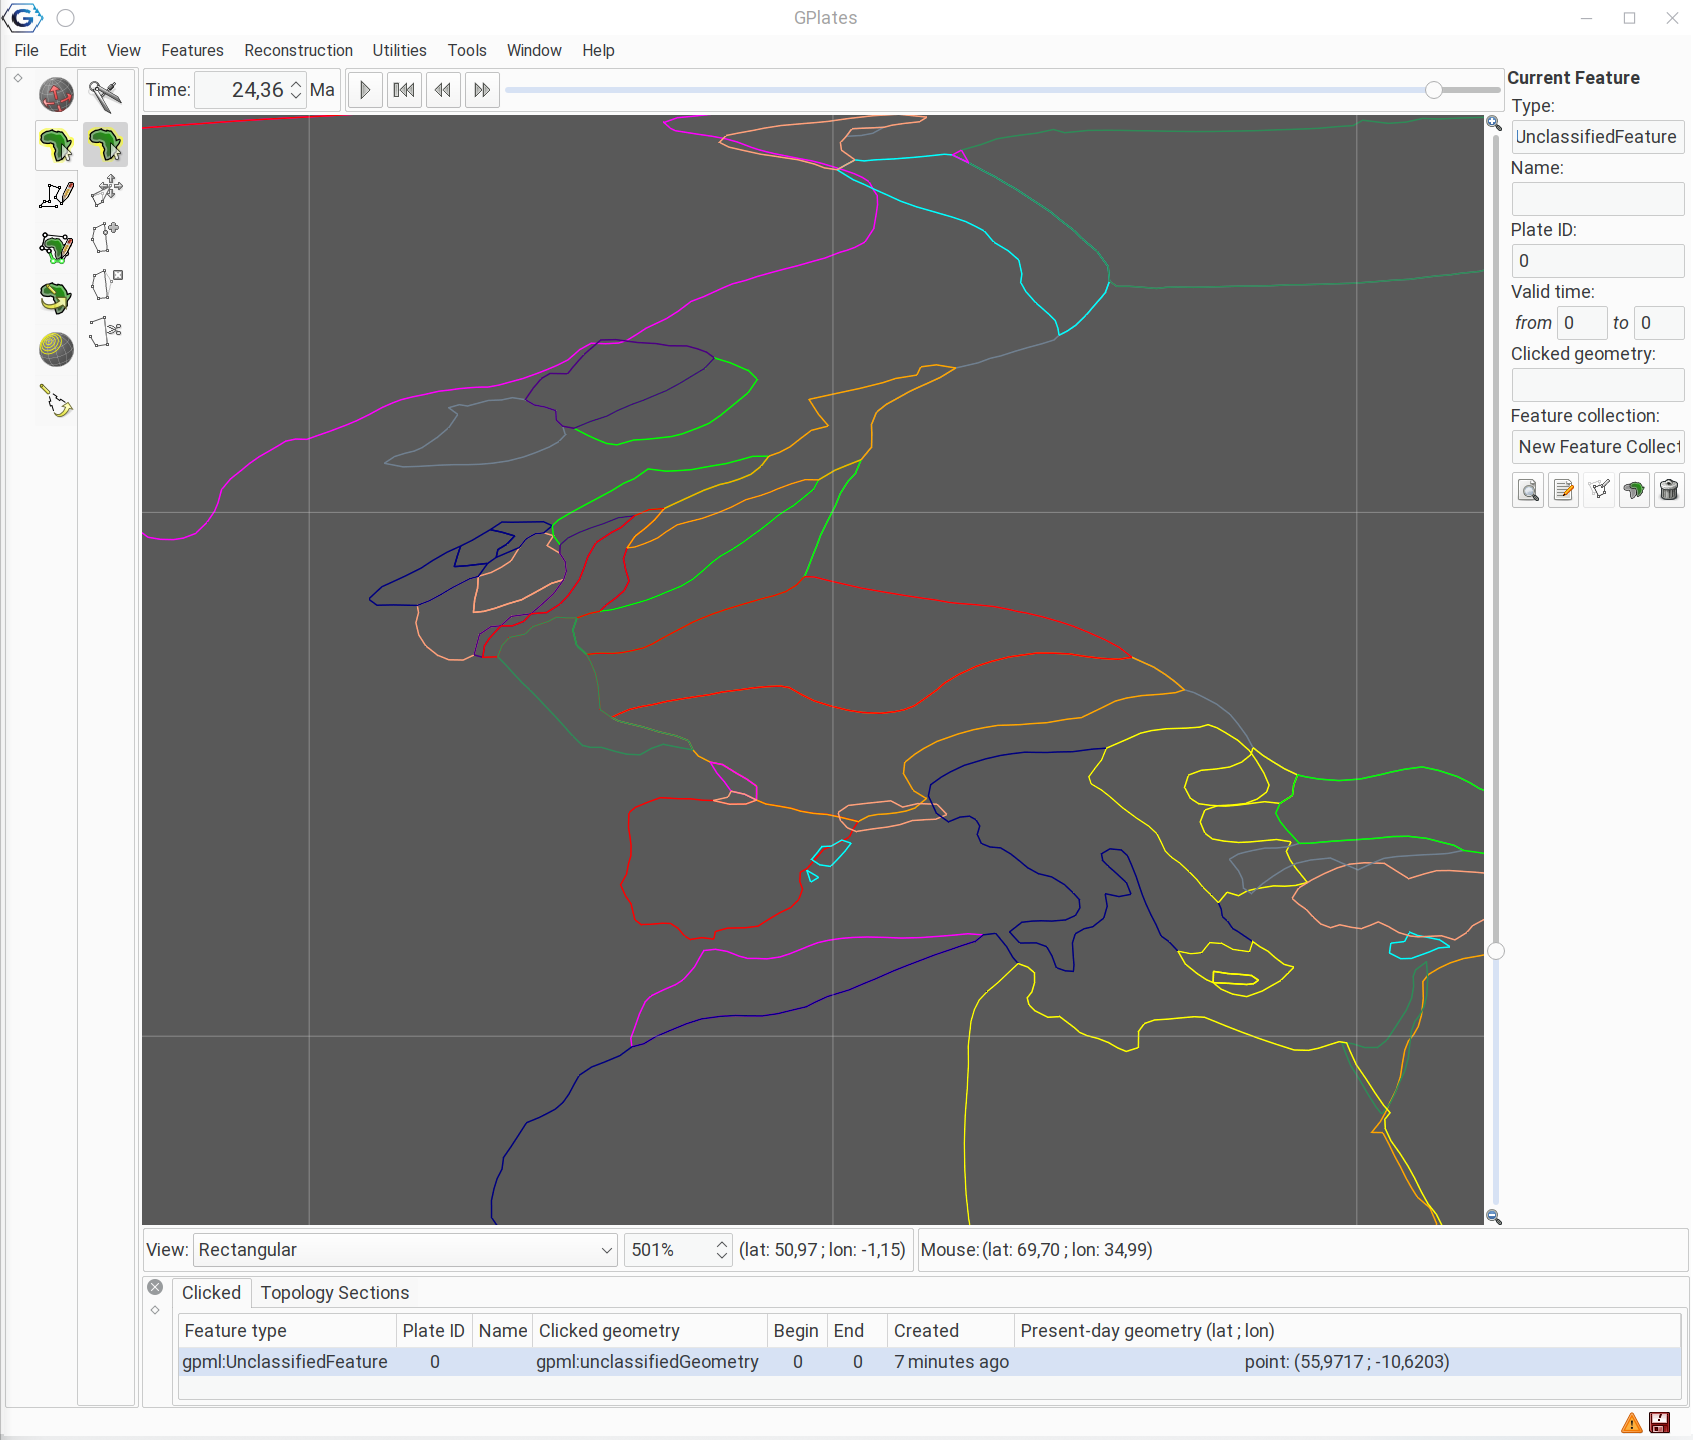 GPlates
File Edit View Features Reconstruction Utilities Tools Window Help
Time: 24,36 Ma
Current Feature
Type:
UnclassifiedFeature
Name:
Plate ID:
0
Valid time:
from 0 to 0
Clicked geometry:
Feature collection:
New Feature Collect
View: Rectangular 501% (lat: 50,97 ; lon: -1,15) Mouse: (lat: 69,70 ; lon: 34,99)
Clicked Topology Sections
Feature type Plate ID Name Clicked geometry Begin End Created Present-day geometry (lat ; lon)
gpml:UnclassifiedFeature 0 gpml:unclassifiedGeometry 0 0 7 minutes ago point: (55,9717 ; -10,6203)